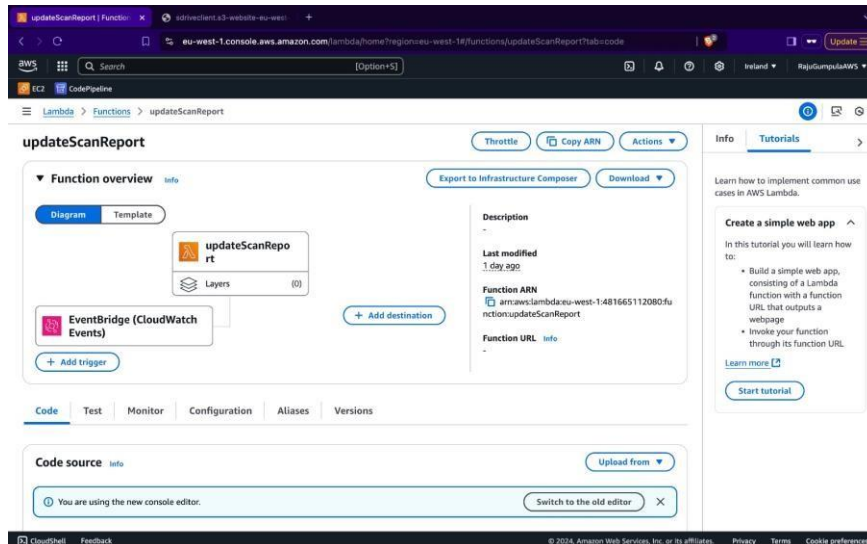 updateScanReport | Function
sdriveclient.s3-website-eu-west
eu-west-1.console.aws.amazon.com/lambda/home?region=eu-west-1#/functions/updateScanReport?tab=code
Update
aws
Search
[Option+S]
Ireland
RajuGumpulaAWS
EC2
CodePipeline
Lambda > Functions > updateScanReport
updateScanReport
Throttle
Copy ARN
Actions
Function overview Info
Export to Infrastructure Composer
Download
Diagram
Template
updateScanRepo
rt
Layers (0)
EventBridge (CloudWatch
Events)
+ Add destination
+ Add trigger
Description
-
Last modified
1 day ago
Function ARN
arn:aws:lambda:eu-west-1:481665112080:fu
nction:updateScanReport
Function URL Info
-
Code
Test
Monitor
Configuration
Aliases
Versions
Code source Info
Upload from
You are using the new console editor.
Switch to the old editor
Info
Tutorials
Learn how to implement common use
cases in AWS Lambda.
Create a simple web app
In this tutorial you will learn how
to:
• Build a simple web app,
consisting of a Lambda
function with a function
URL that outputs a
webpage
• Invoke your function
through its function URL
Learn more
Start tutorial
CloudShell
Feedback
© 2024, Amazon Web Services, Inc. or its affiliates.
Privacy
Terms
Cookie preferences